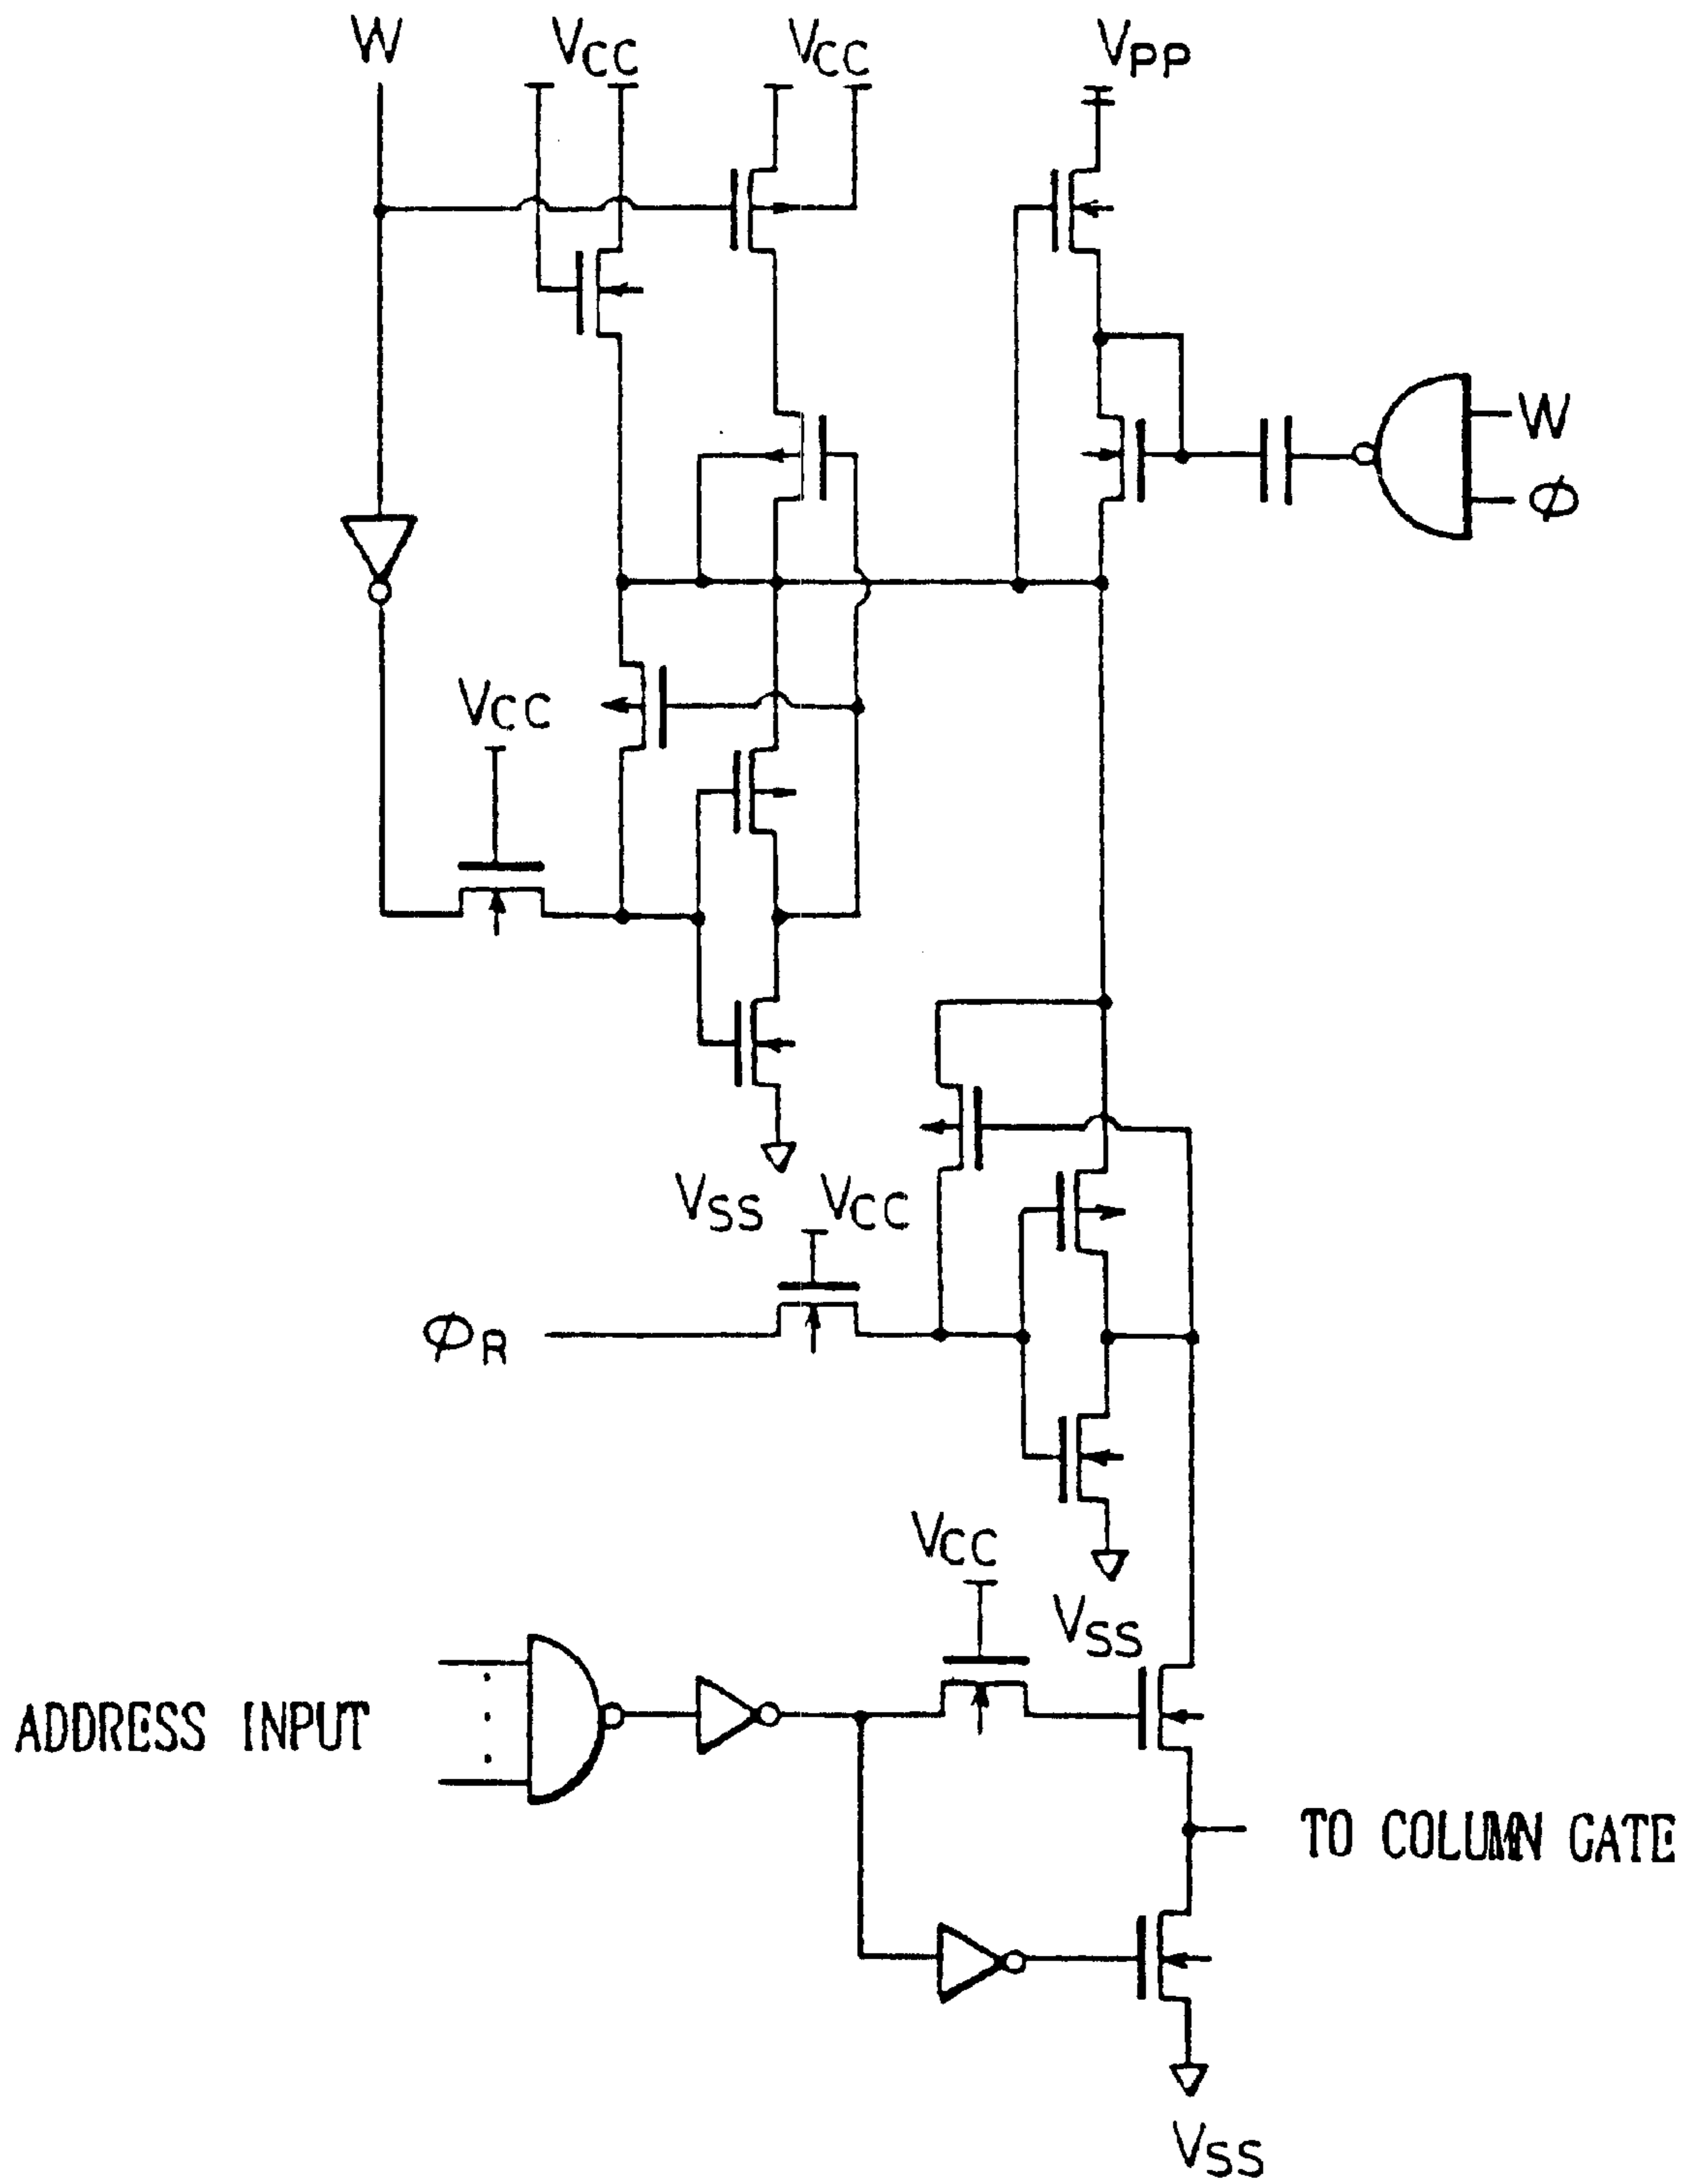 W
VCC
VCC
VPP
W
φ
VCC
VSS
VCC
φR
VCC
VSS
ADDRESS INPUT
TO COLUMN GATE
VSS